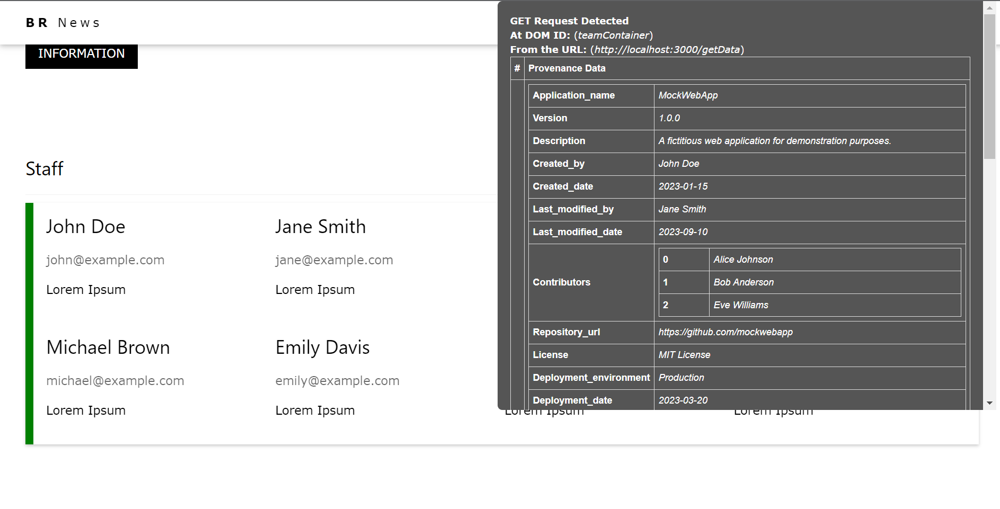 BR News
INFORMATION
Staff
John Doe
john@example.com
Lorem Ipsum
Jane Smith
jane@example.com
Lorem Ipsum
Michael Brown
michael@example.com
Lorem Ipsum
Emily Davis
emily@example.com
Lorem Ipsum
Lorem Ipsum
Lorem Ipsum
GET Request Detected
At DOM ID: (teamContainer)
From the URL: (http://localhost:3000/getData)
# Provenance Data
Application_name MockWebApp
Version 1.0.0
Description A fictitious web application for demonstration purposes.
Created_by John Doe
Created_date 2023-01-15
Last_modified_by Jane Smith
Last_modified_date 2023-09-10
Contributors
0 Alice Johnson
1 Bob Anderson
2 Eve Williams
Repository_url https://github.com/mockwebapp
License MIT License
Deployment_environment Production
Deployment_date 2023-03-20